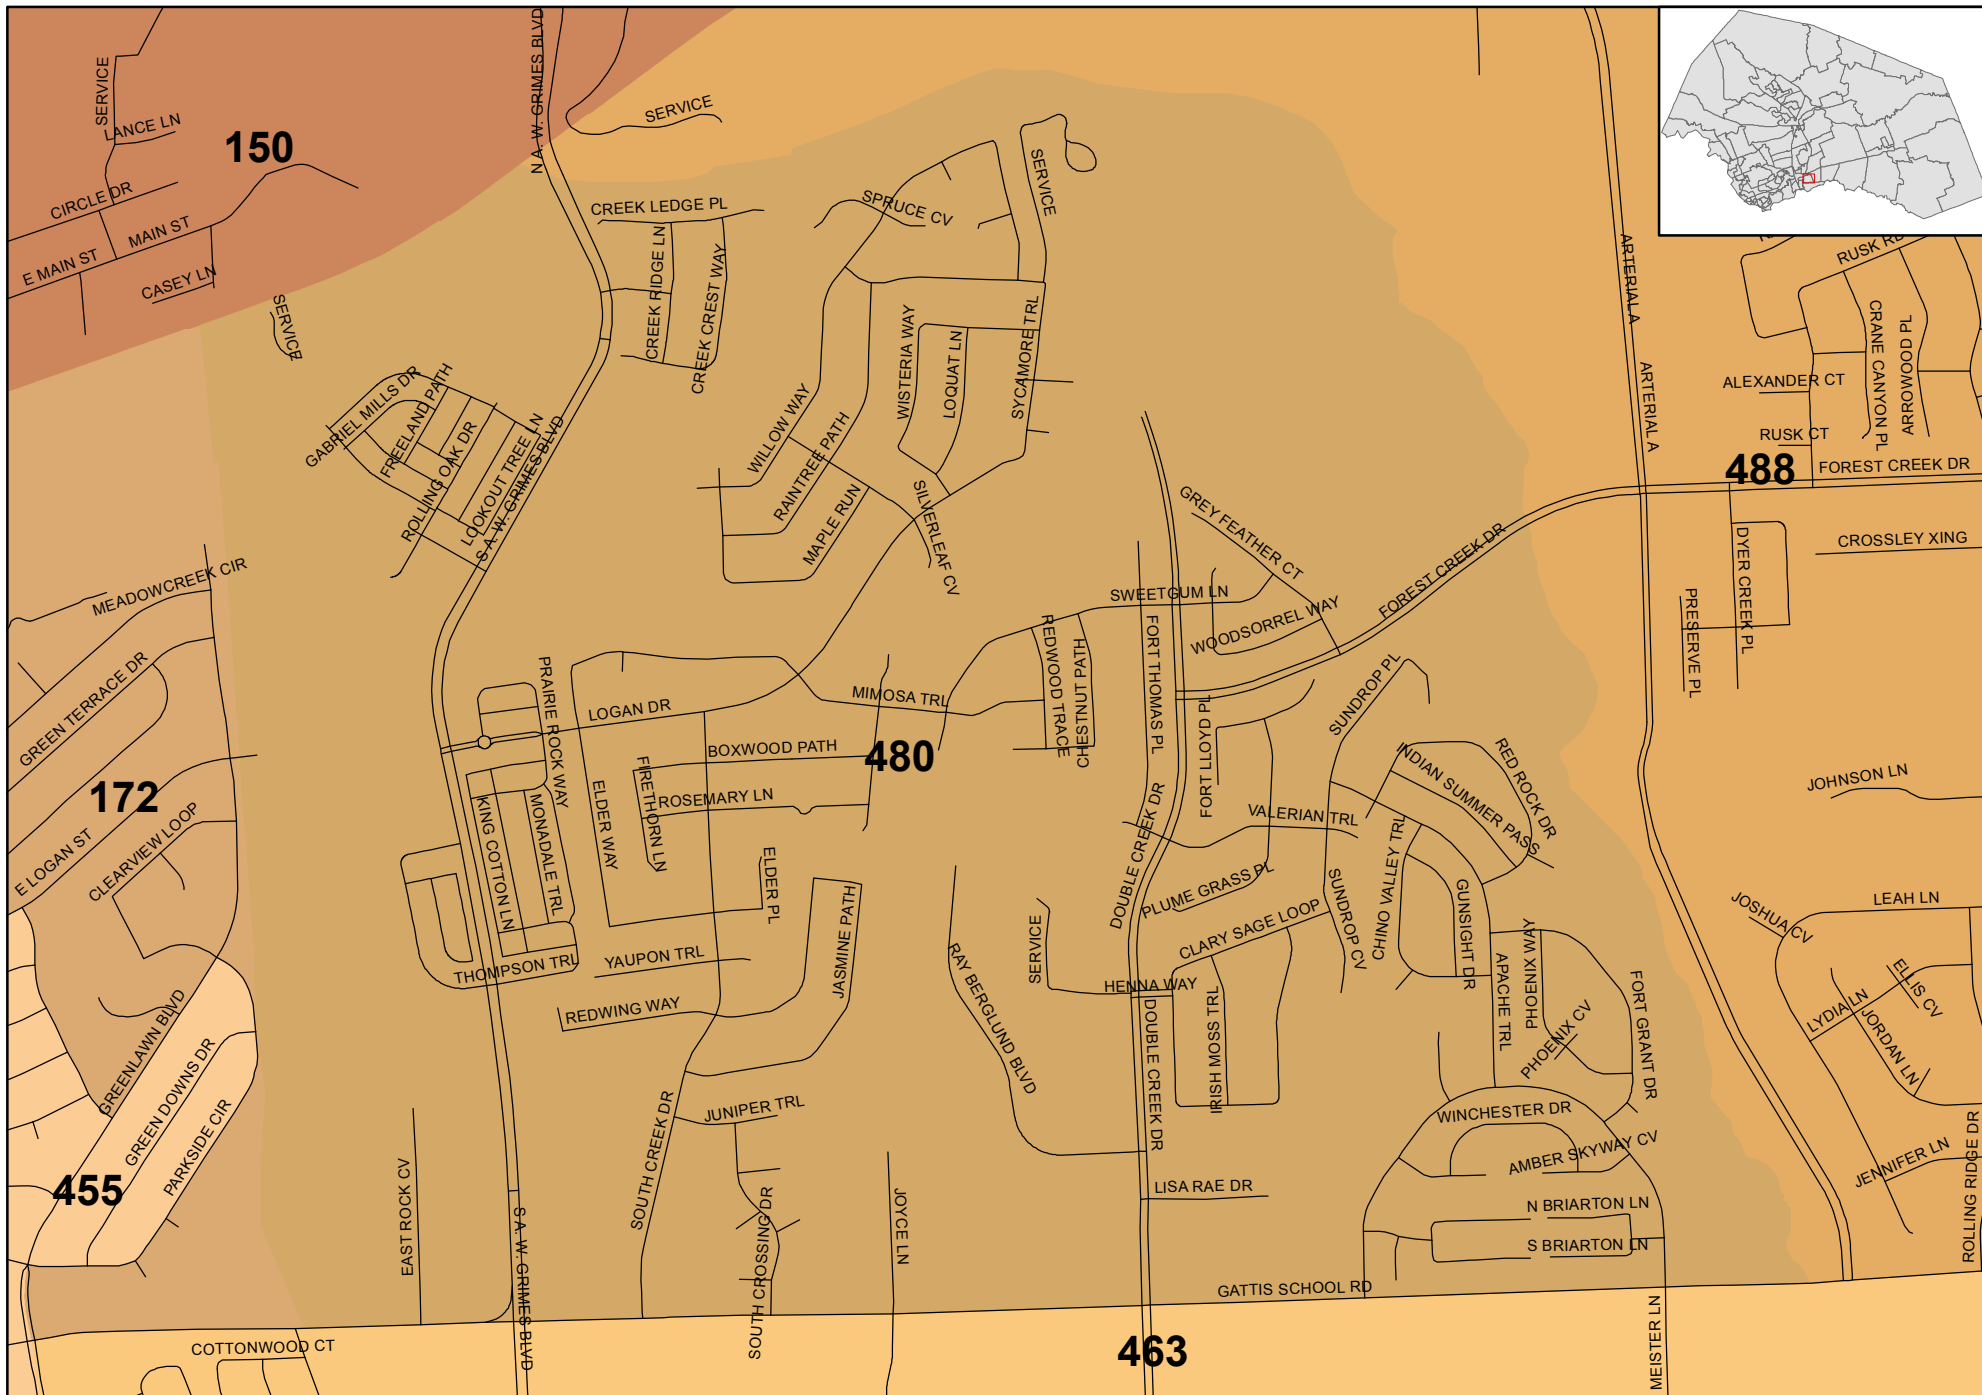 N A. W. GRIMES BLVD
SERVICE
LANCE LN
150
SERVICE
CIRCLE DR
E MAIN ST
MAIN ST
CASEY LN
SERVICE
CREEK LEDGE PL
CREEK RIDGE LN
CREEK CREST WAY
SPRUCE CV
SERVICE
ARTERIAL A
RUSK RD
CRANE CANYON PL
ARROWOOD PL
ALEXANDER CT
RUSK CT
488
FOREST CREEK DR
ARTERIAL A
WISTERIA WAY
LOQUAT LN
SYCAMORE TRL
WILLOW WAY
RAINTREE PATH
MAPLE RUN
SILVERLEAF CV
GABRIEL MILLS DR
FREELAND PATH
ROLLING OAK DR
LOOKOUT TREE LN
S A. W. GRIMES BLVD
GREY FEATHER CT
FOREST CREEK DR
DYER CREEK PL
CROSSLEY XING
PRESERVE PL
MEADOWCREEK CIR
SWEETGUM LN
WOODSORREL WAY
REDWOOD TRACE
CHESTNUT PATH
FORT THOMAS PL
GREEN TERRACE DR
PRAIRIE ROCK WAY
LOGAN DR
MIMOSA TRL
FORT LLOYD PL
SUNDROP PL
BOXWOOD PATH
480
172
FIRETHORN LN
ROSEMARY LN
ELDER WAY
KING COTTON LN
MONADALE TRL
RED ROCK DR
INDIAN SUMMER PASS
JOHNSON LN
VALERIAN TRL
CHINO VALLEY TRL
DOUBLE CREEK DR
E LOGAN ST
CLEARVIEW LOOP
ELDER PL
JASMINE PATH
PLUME GRASS PL
CLARY SAGE LOOP
SUNDROP CV
GUNSIGHT DR
LEAH LN
JOSHUA CV
THOMPSON TRL
YAUPON TRL
REDWING WAY
RAY BERGLUND BLVD
SERVICE
HENNA WAY
DOUBLE CREEK DR
IRISH MOSS TRL
APACHE TRL
PHOENIX WAY
PHOENIX CV
FORT GRANT DR
ELLIS CV
LYDIA LN
JORDAN LN
GREENLAWN BLVD
GREEN DOWNS DR
PARKSIDE CIR
455
SOUTH CREEK DR
JUNIPER TRL
WINCHESTER DR
AMBER SKYWAY CV
JENNIFER LN
ROLLING RIDGE DR
EAST ROCK CV
S A. W. GRIMES BLVD
SOUTH CROSSING DR
JOYCE LN
LISA RAE DR
N BRIARTON LN
S BRIARTON LN
GATTIS SCHOOL RD
MEISTER LN
COTTONWOOD CT
463